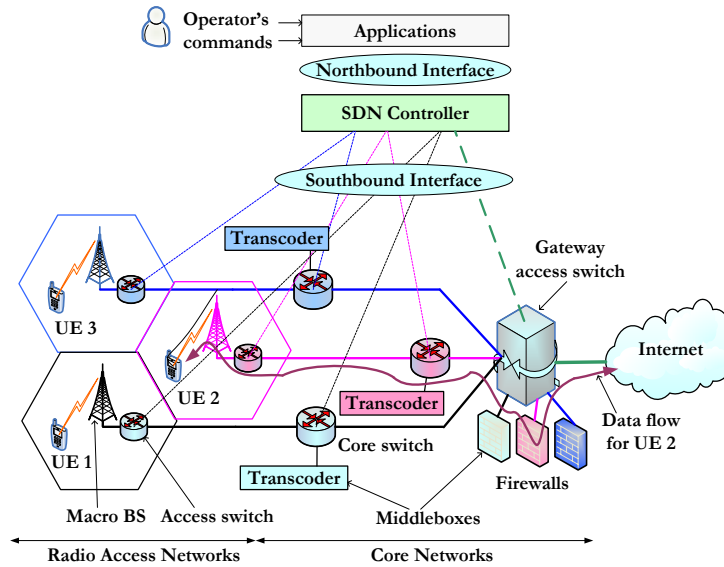 Operator's
commands
Applications
Northbound Interface
SDN Controller
Southbound Interface
Transcoder
Gateway
access switch
UE 3
UE 2
Internet
Transcoder
Data flow
for UE 2
UE 1
Core switch
Firewalls
Transcoder
Macro BS
Access switch
Middleboxes
Radio Access Networks
Core Networks